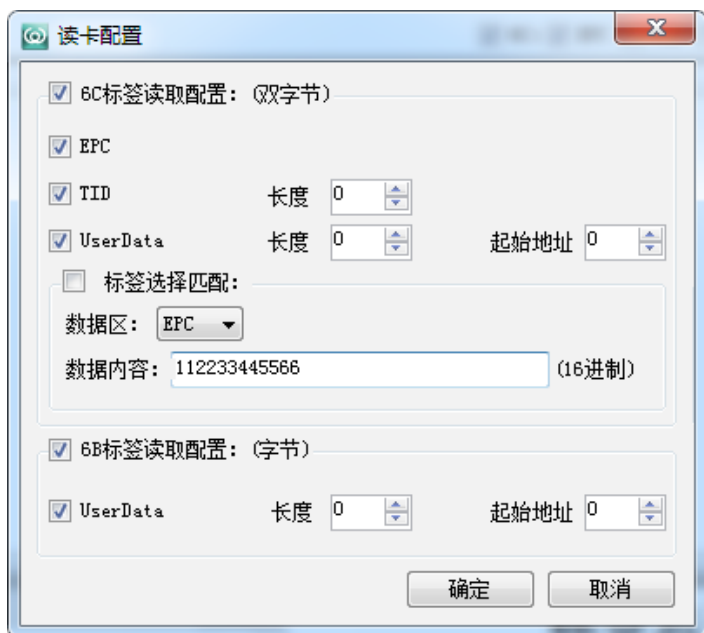 读卡配置
6C标签读取配置：(双字节)
EPC
TID 长度 0
UserData 长度 0 起始地址 0
标签选择匹配：
数据区： EPC
数据内容： 112233445566 (16进制)
6B标签读取配置：(字节)
UserData 长度 0 起始地址 0
确定 取消